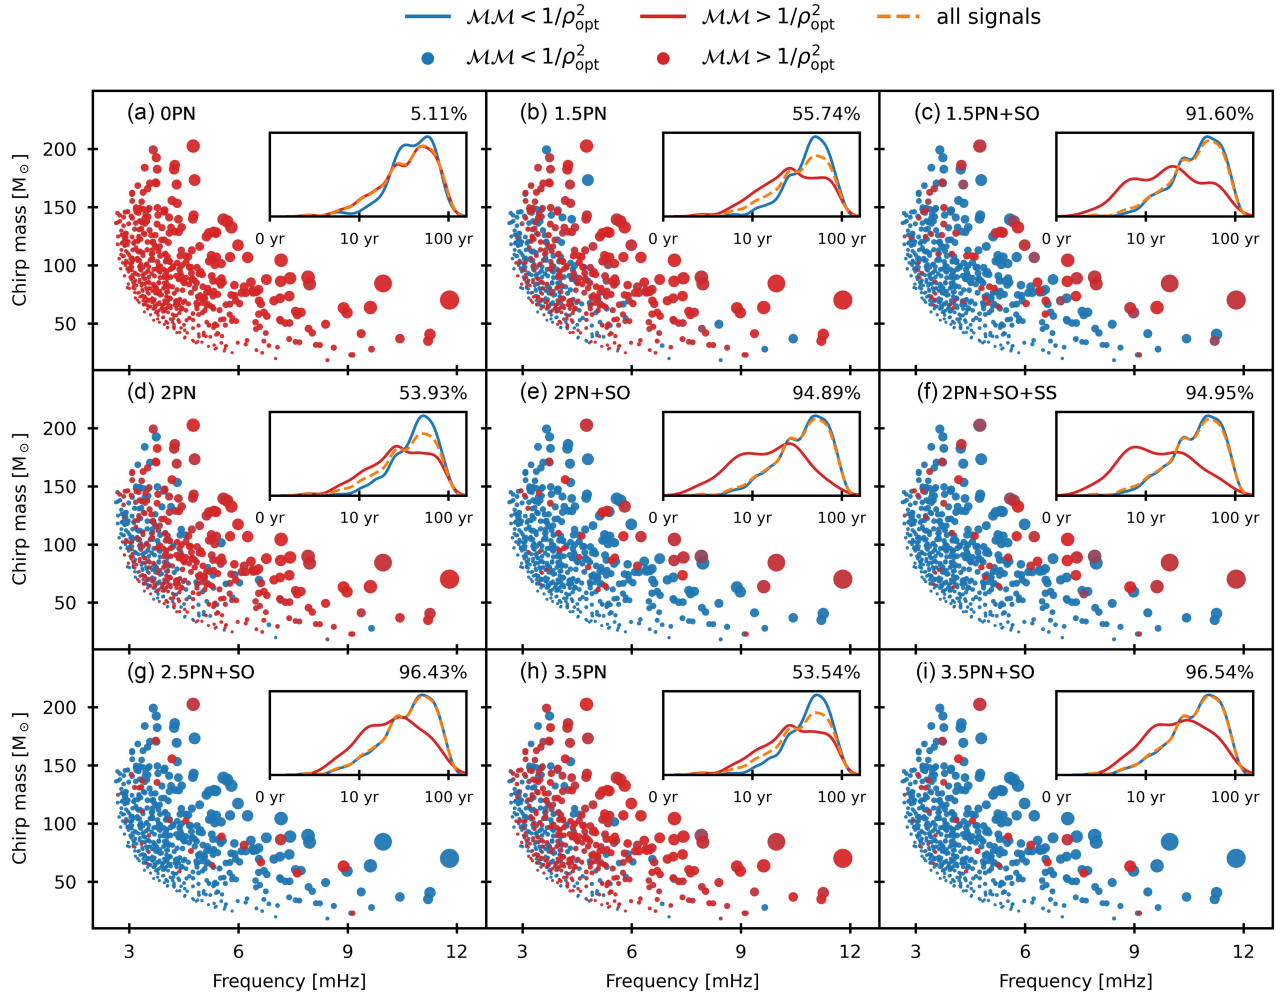 ℳℳ < 1/ρ²opt ℳℳ > 1/ρ²opt all signals
ℳℳ < 1/ρ²opt ℳℳ > 1/ρ²opt
(a) 0PN 5.11%
(b) 1.5PN 55.74%
(c) 1.5PN+SO 91.60%
200
150
100
50
Chirp mass [M⊙]
0 yr 10 yr 100 yr
0 yr 10 yr 100 yr
0 yr 10 yr 100 yr
(d) 2PN 53.93%
(e) 2PN+SO 94.89%
(f) 2PN+SO+SS 94.95%
200
150
100
50
Chirp mass [M⊙]
0 yr 10 yr 100 yr
0 yr 10 yr 100 yr
0 yr 10 yr 100 yr
(g) 2.5PN+SO 96.43%
(h) 3.5PN 53.54%
(i) 3.5PN+SO 96.54%
200
150
100
50
Chirp mass [M⊙]
0 yr 10 yr 100 yr
0 yr 10 yr 100 yr
0 yr 10 yr 100 yr
3 6 9 12
3 6 9 12
3 6 9 12
Frequency [mHz]
Frequency [mHz]
Frequency [mHz]